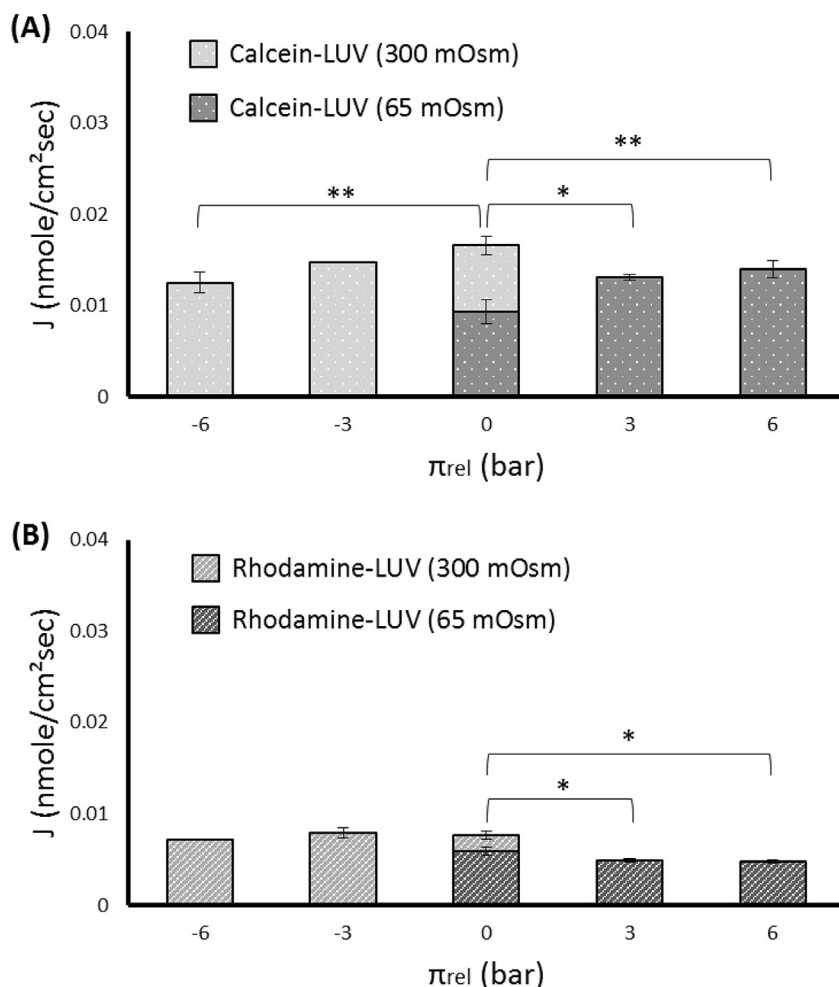 (A)
0.04
Calcein-LUV (300 mOsm)
Calcein-LUV (65 mOsm)
0.03
**
**
*
0.02
0.01
0
J (nmole/cm²sec)
-6 -3 0 3 6
πrel (bar)
(B)
0.04
Rhodamine-LUV (300 mOsm)
Rhodamine-LUV (65 mOsm)
0.03
0.02
*
*
0.01
0
J (nmole/cm²sec)
-6 -3 0 3 6
πrel (bar)